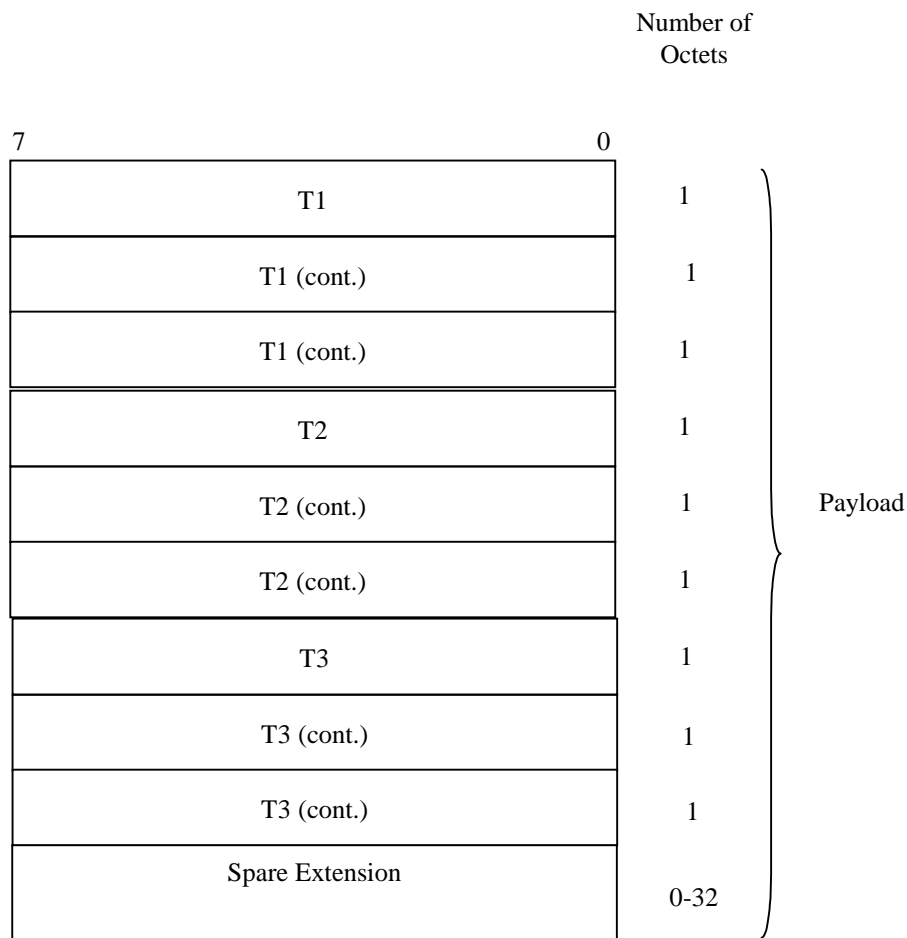 Number of
Octets
7 0
T1 1
T1 (cont.) 1
T1 (cont.) 1
T2 1
T2 (cont.) 1
Payload
T2 (cont.) 1
T3 1
T3 (cont.) 1
T3 (cont.) 1
Spare Extension
0-32